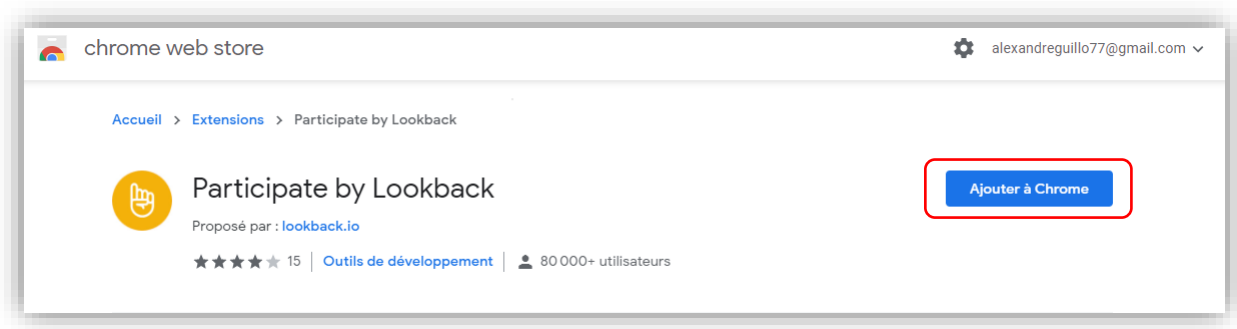 chrome web store
alexandreguillo77@gmail.com
Accueil > Extensions > Participate by Lookback
Participate by Lookback
Ajouter à Chrome
Proposé par : lookback.io
15 | Outils de développement | 80 000+ utilisateurs